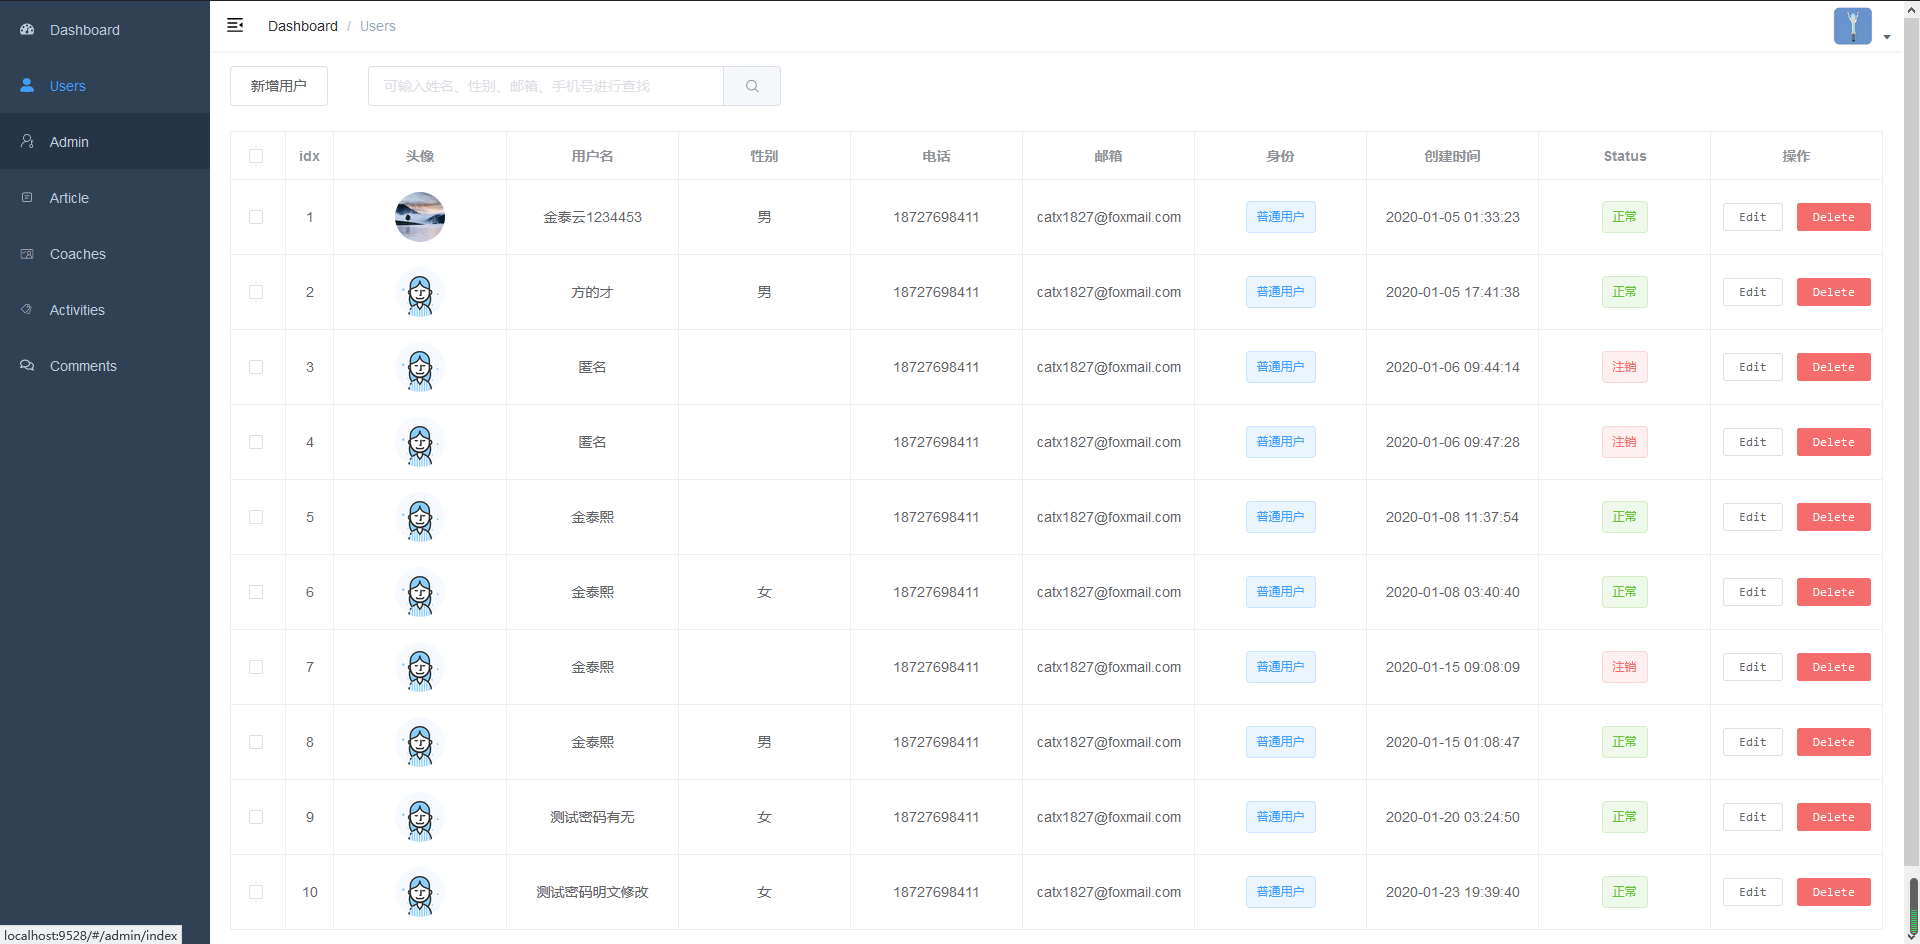 Dashboard
Users
Admin
Article
Coaches
Activities
Comments
Dashboard / Users
新增用户
可输入姓名、性别、邮箱、手机号进行查找
idx 头像 用户名 性别 电话 邮箱 身份 创建时间 Status 操作
1 金泰云1234453 男 18727698411 catx1827@foxmail.com 普通用户 2020-01-05 01:33:23 正常 Edit Delete
2 方的才 男 18727698411 catx1827@foxmail.com 普通用户 2020-01-05 17:41:38 正常 Edit Delete
3 匿名 18727698411 catx1827@foxmail.com 普通用户 2020-01-06 09:44:14 注销 Edit Delete
4 匿名 18727698411 catx1827@foxmail.com 普通用户 2020-01-06 09:47:28 注销 Edit Delete
5 金泰熙 18727698411 catx1827@foxmail.com 普通用户 2020-01-08 11:37:54 正常 Edit Delete
6 金泰熙 女 18727698411 catx1827@foxmail.com 普通用户 2020-01-08 03:40:40 正常 Edit Delete
7 金泰熙 18727698411 catx1827@foxmail.com 普通用户 2020-01-15 09:08:09 注销 Edit Delete
8 金泰熙 男 18727698411 catx1827@foxmail.com 普通用户 2020-01-15 01:08:47 正常 Edit Delete
9 测试密码有无 女 18727698411 catx1827@foxmail.com 普通用户 2020-01-20 03:24:50 正常 Edit Delete
10 测试密码明文修改 女 18727698411 catx1827@foxmail.com 普通用户 2020-01-23 19:39:40 正常 Edit Delete
localhost:9528/#/admin/index